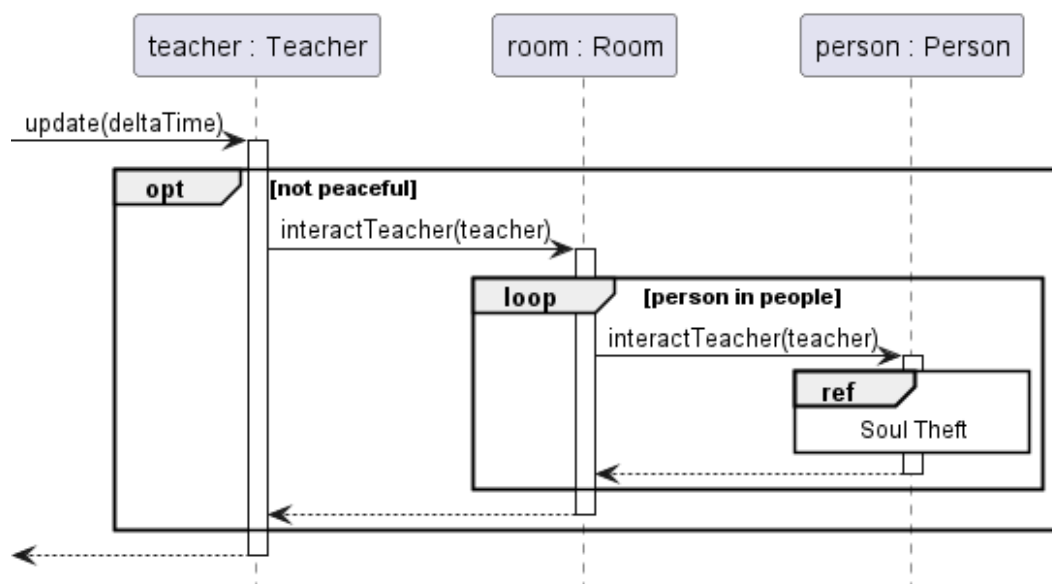 teacher : Teacher
room : Room
person : Person
update(deltaTime)
opt
[not peaceful]
interactTeacher(teacher)
loop
[person in people]
interactTeacher(teacher)
ref
Soul Theft